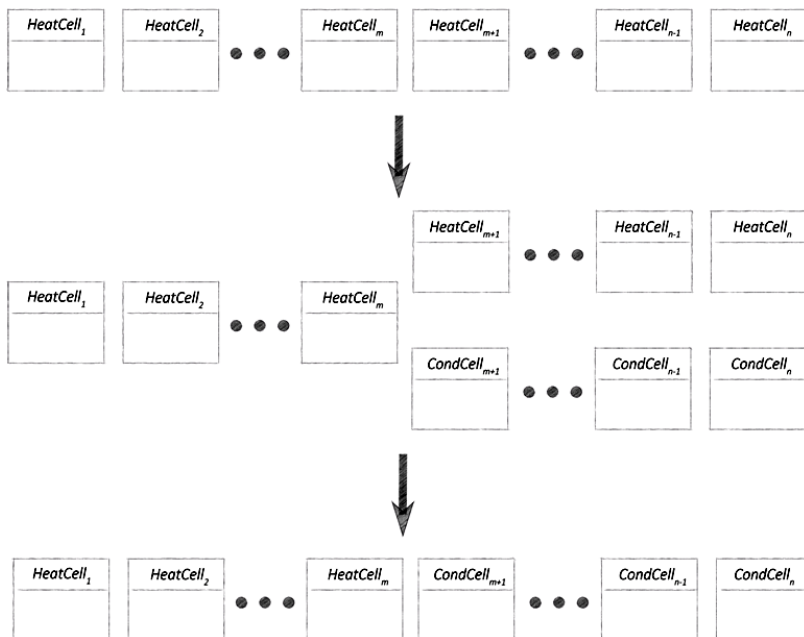 HeatCell₁ HeatCell₂ HeatCellₘ HeatCellₘ₊₁ HeatCellₙ₋₁ HeatCellₙ
HeatCellₘ₊₁ HeatCellₙ₋₁ HeatCellₙ
HeatCell₁ HeatCell₂ HeatCellₘ
CondCellₘ₊₁ CondCellₙ₋₁ CondCellₙ
HeatCell₁ HeatCell₂ HeatCellₘ CondCellₘ₊₁ CondCellₙ₋₁ CondCellₙ